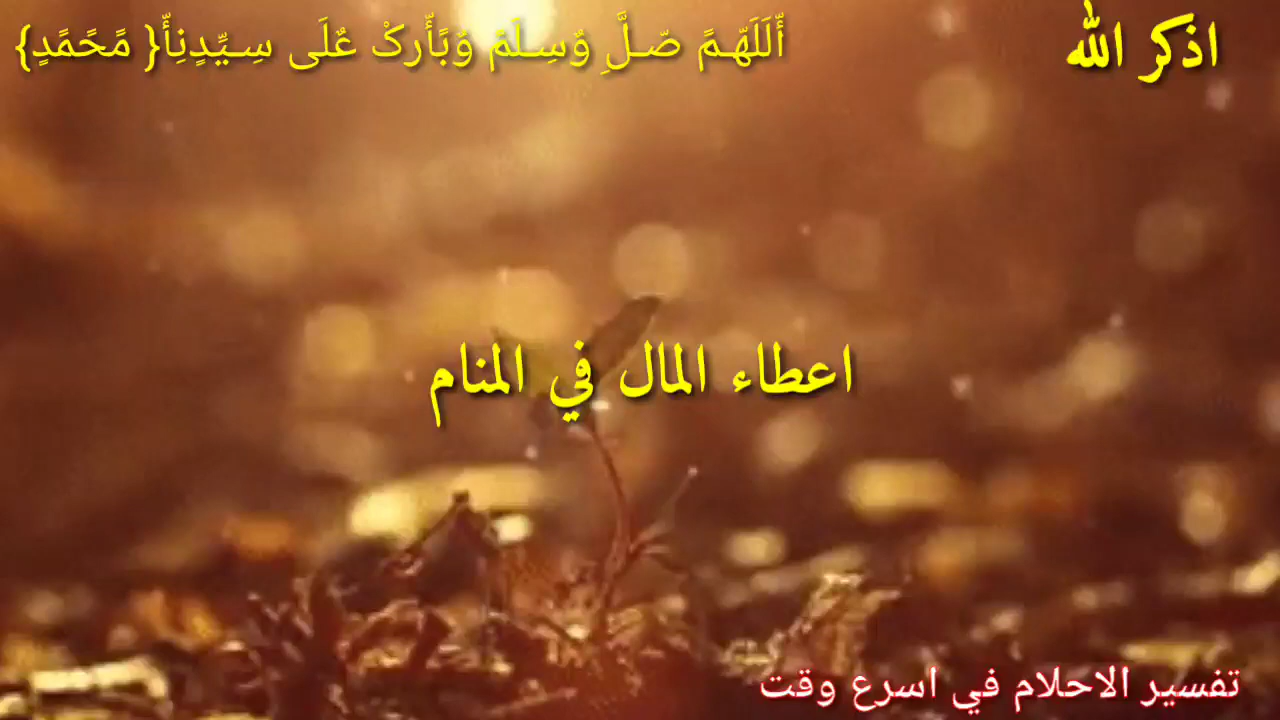 اذكر الله
أّلَلَهّمً صّلَِّ وٌسِلَمً وٌبًأّركْ عٌلَى سِيِّدٍنِأّ{ مًحًمًدٍ}
اعطاء المال في المنام
تفسير الاحلام في اسرع وقت